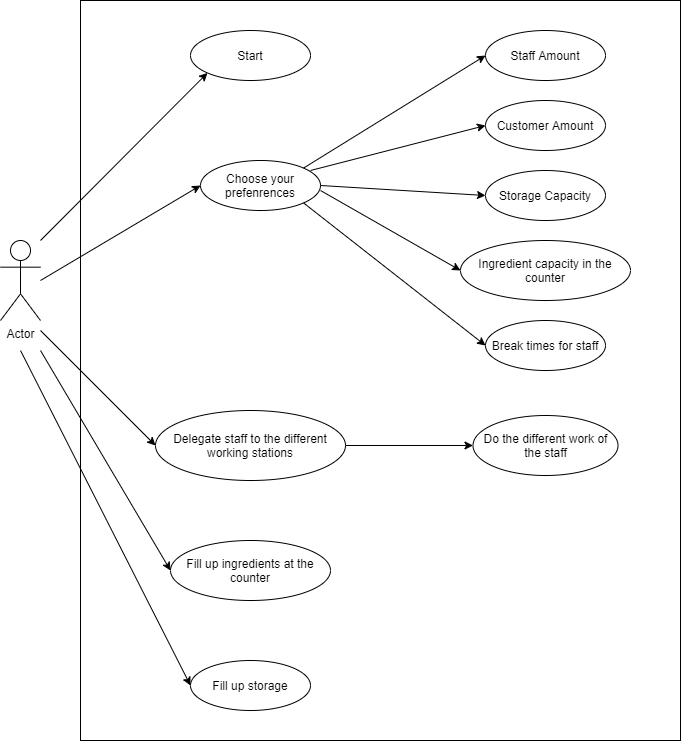 Start
Staff Amount
Customer Amount
Choose your
prefenrences
Storage Capacity
Ingredient capacity in the
counter
Actor
Break times for staff
Delegate staff to the different
working stations
Do the different work of
the staff
Fill up ingredients at the
counter
Fill up storage